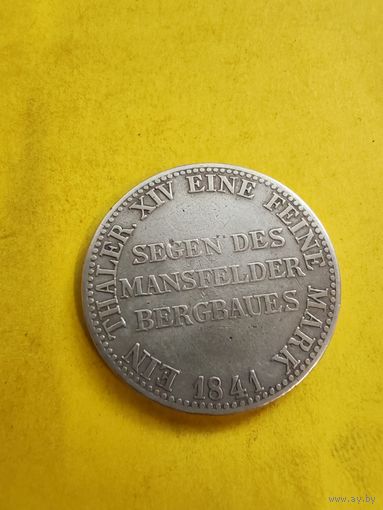 EIN THALER XIV EINE FEINE MARK
SEGEN DES
MANSFELDER
BERGBAUES
1841
www.ay.by